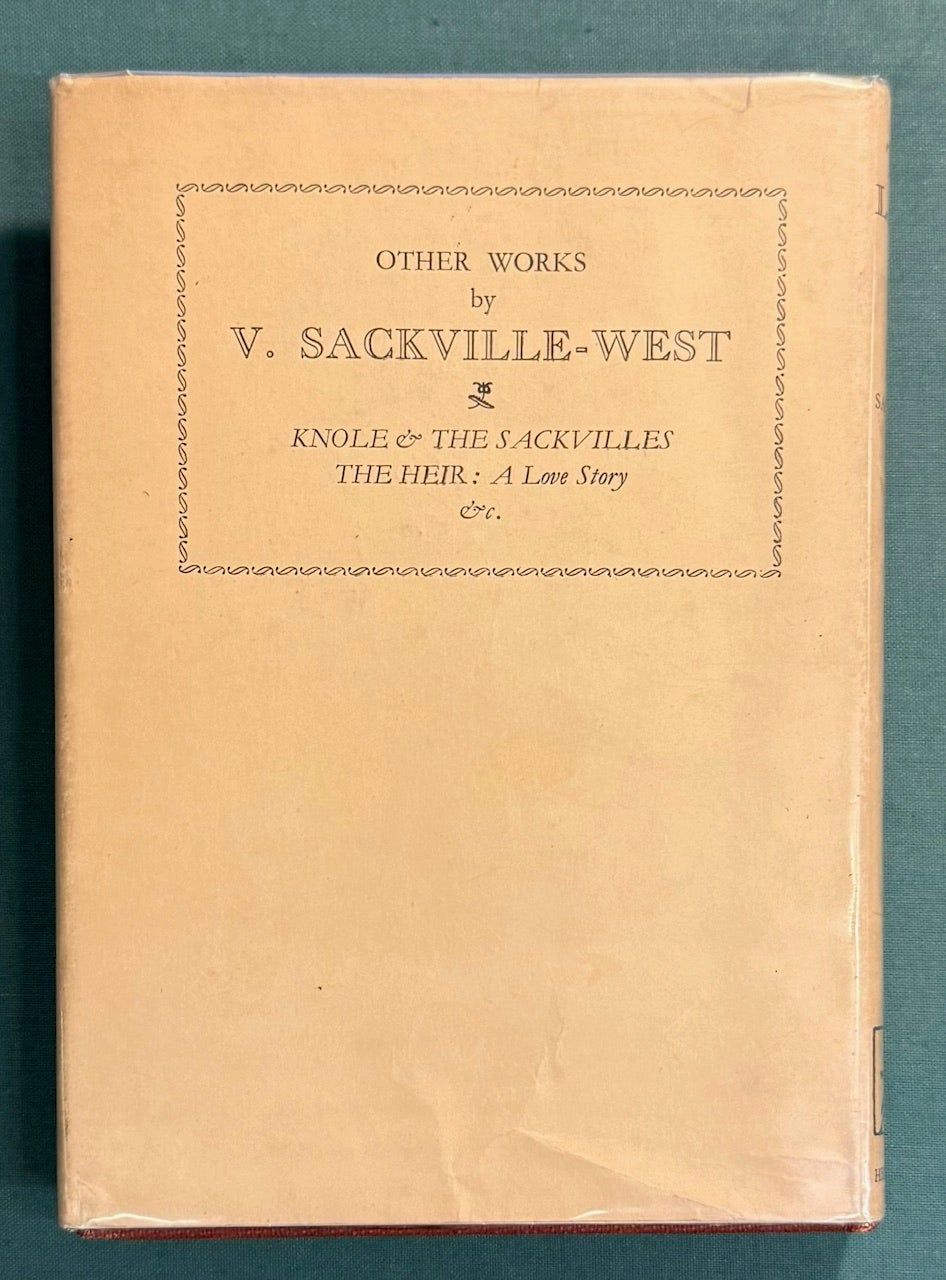 OTHER WORKS
by
V. SACKVILLE-WEST
KNOLE & THE SACKVILLES
THE HEIR: A Love Story
&c.